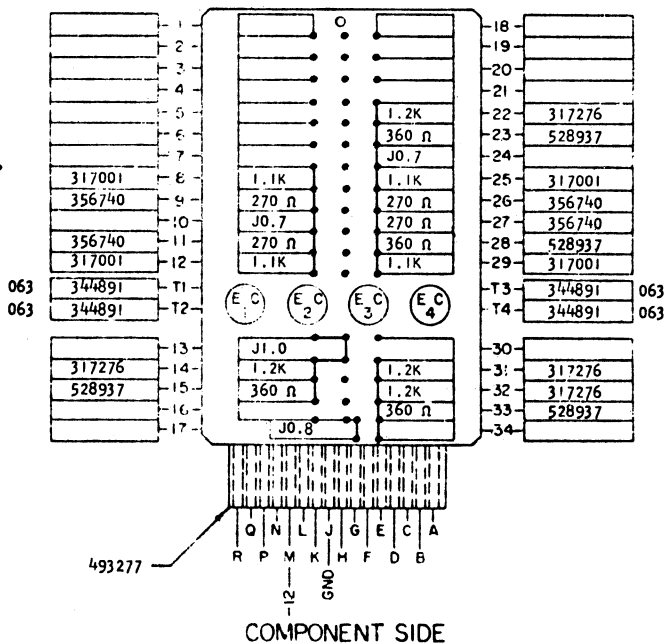 1 O 18
2 19
3 20
4 21
5 1.2K 22 317276
6 360 Ω 23 528937
7 J0.7 24
317001 8 1.1K 1.1K 25 317001
356740 9 270 Ω 270 Ω 26 356740
10 J0.7 270 Ω 27 356740
356740 11 270 Ω 360 Ω 28 528937
317001 12 1.1K 1.1K 29 317001
063 344891 T1 T3 344891 063
063 344891 T2 T4 344891 063
E C 1 E C 2 E C 3 E C 4
13 J1.0 30
317276 14 1.2K 1.2K 31 317276
528937 15 360 Ω 1.2K 32 317276
16 360 Ω 33 528937
17 J0.8 34
Q N L J G E C A
R P M K H F D B
493277
-12 GND
COMPONENT SIDE